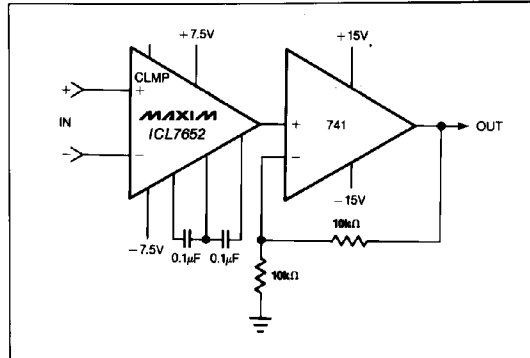 +7.5V
+15V
CLMP
+
+
IN
MAXIM
ICL7652
741
OUT
−
−
−7.5V
0.1μF
0.1μF
−15V
10kΩ
10kΩ